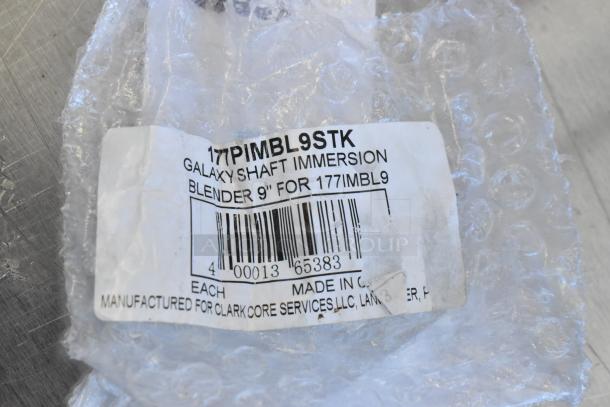 177PIMBL9STK
GALAXY SHAFT IMMERSION
BLENDER 9" FOR 177IMBL9
4 00013 65383
EACH MADE IN
MANUFACTURED FOR CLARK CORE SERVICES,LLC,